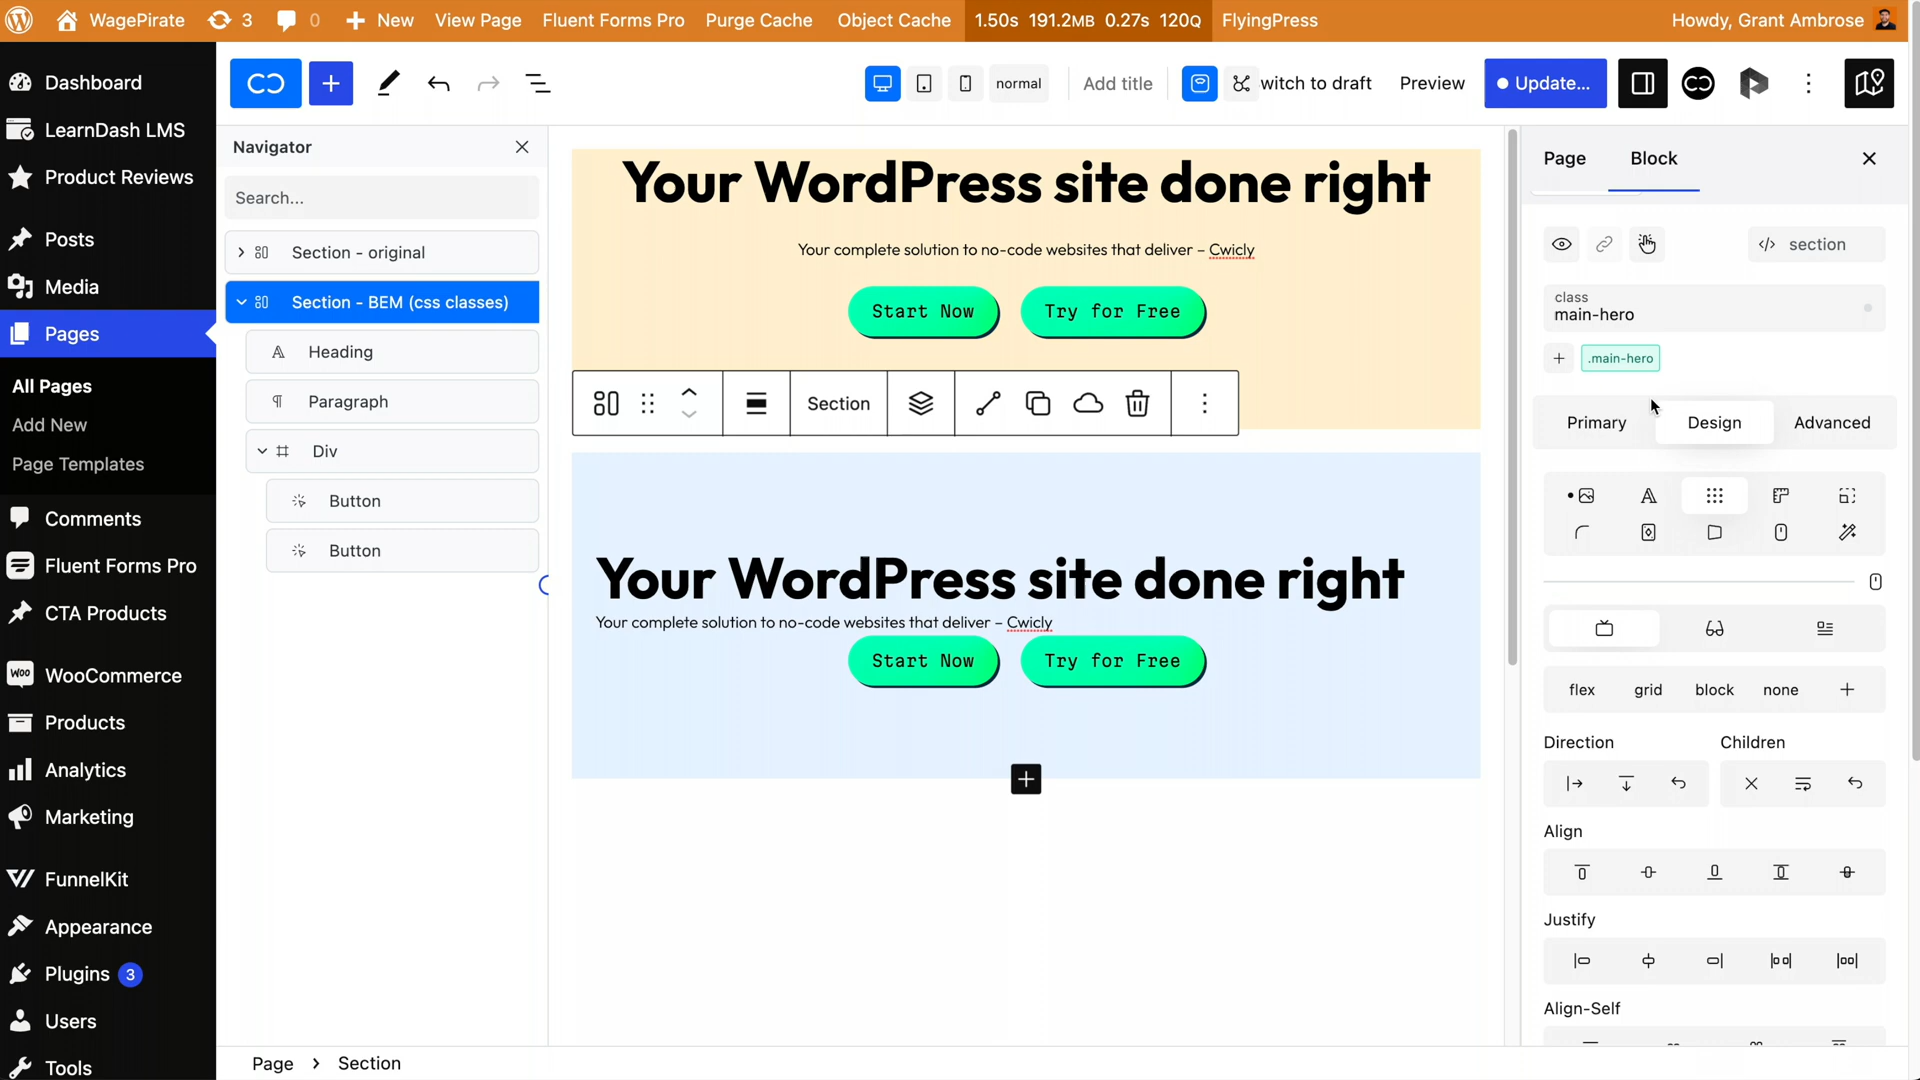 WagePirate
3
0
New
View Page
Fluent Forms Pro
Purge Cache
Object Cache
1.50s 191.2MB 0.27s 120Q
FlyingPress
Howdy, Grant Ambrose
Dashboard
LearnDash LMS
Product Reviews
Posts
Media
Pages
All Pages
Add New
Page Templates
Comments
Fluent Forms Pro
CTA Products
WooCommerce
Products
Analytics
Marketing
FunnelKit
Appearance
Plugins 3
Users
Tools
normal
Add title
witch to draft
Preview
Update...
Navigator
Search...
Section - original
Section - BEM (css classes)
Heading
Paragraph
Div
Button
Button
Your WordPress site done right
Your complete solution to no-code websites that deliver – Cwicly
Start Now
Try for Free
Section
Your WordPress site done right
Your complete solution to no-code websites that deliver – Cwicly
Start Now
Try for Free
Page
Block
</> section
class
main-hero
.main-hero
Primary
Design
Advanced
flex
grid
block
none
Direction
Children
Align
Justify
Align-Self
Page
Section